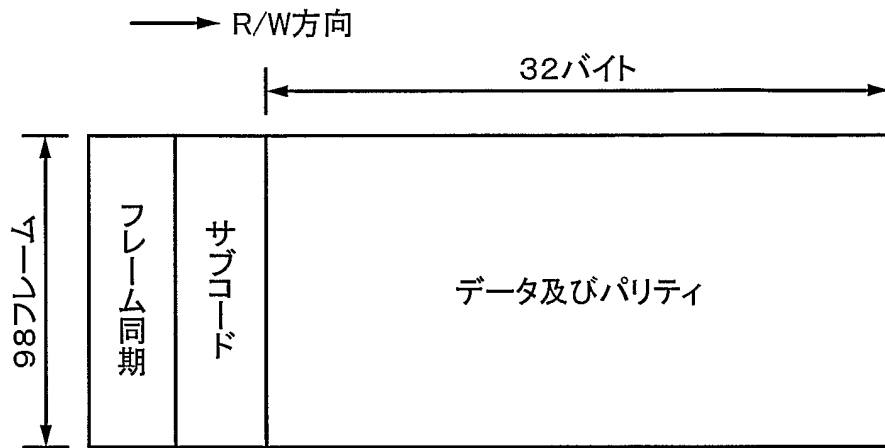 R/W方向
32バイト
98フレーム
フレーム同期
サブコード
データ及びパリティ